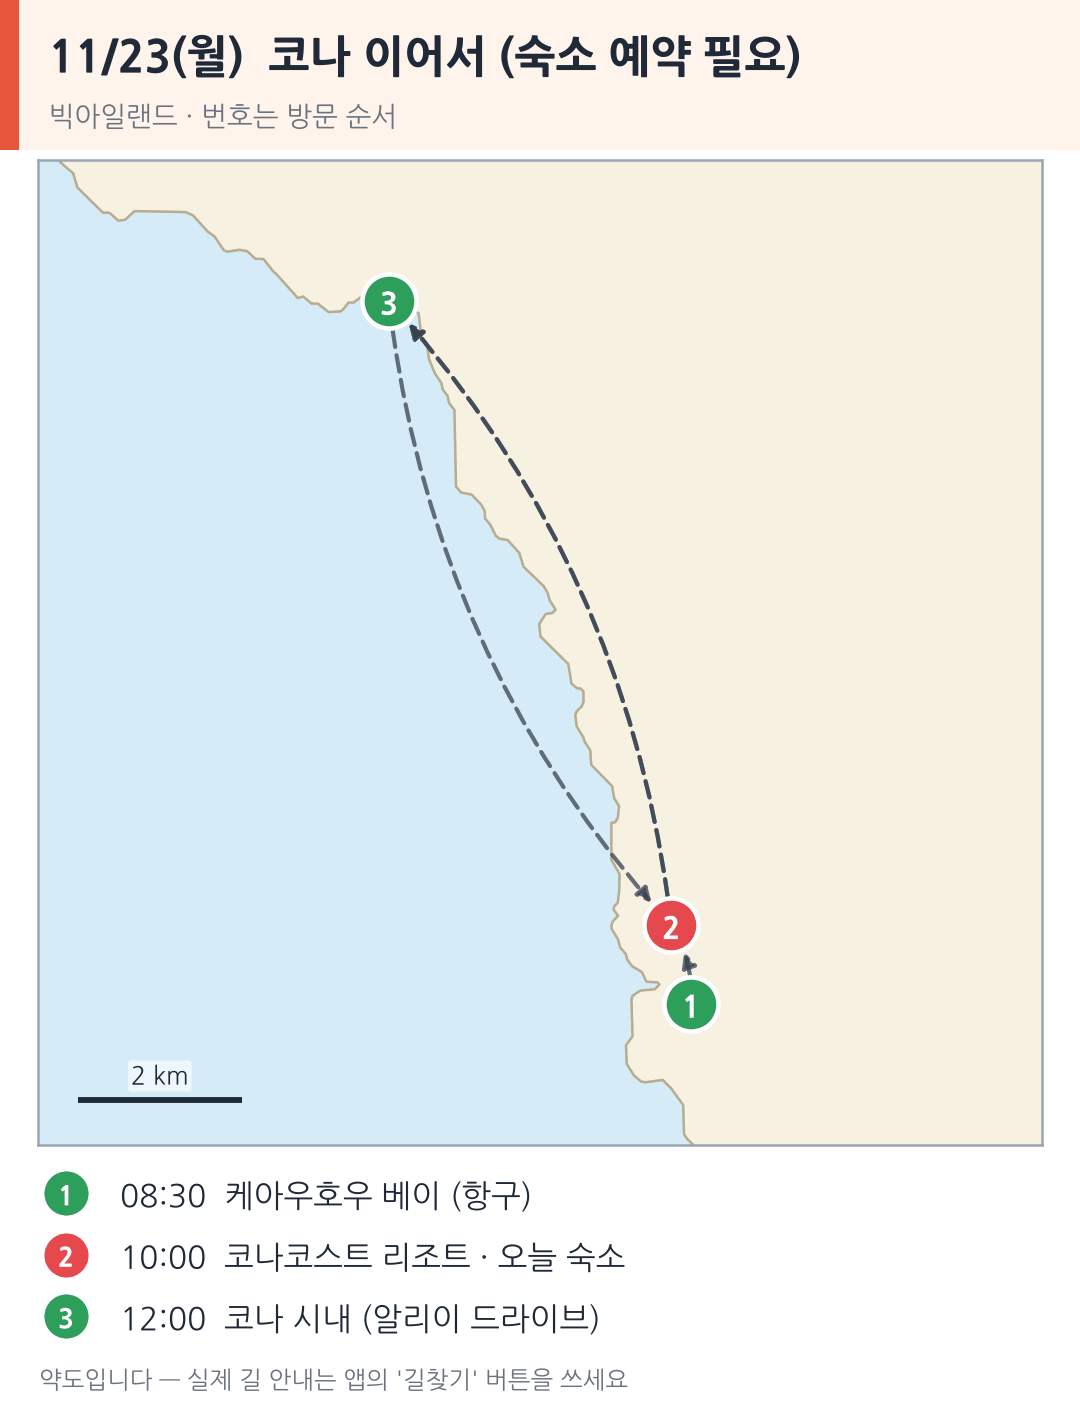 11/23(월)  코나 이어서 (숙소 예약 필요)
빅아일랜드 · 번호는 방문 순서
3
2
1
2 km
1 08:30 케아우호우 베이 (항구)
2 10:00 코나코스트 리조트 · 오늘 숙소
3 12:00 코나 시내 (알리이 드라이브)
약도입니다 — 실제 길 안내는 앱의 '길찾기' 버튼을 쓰세요